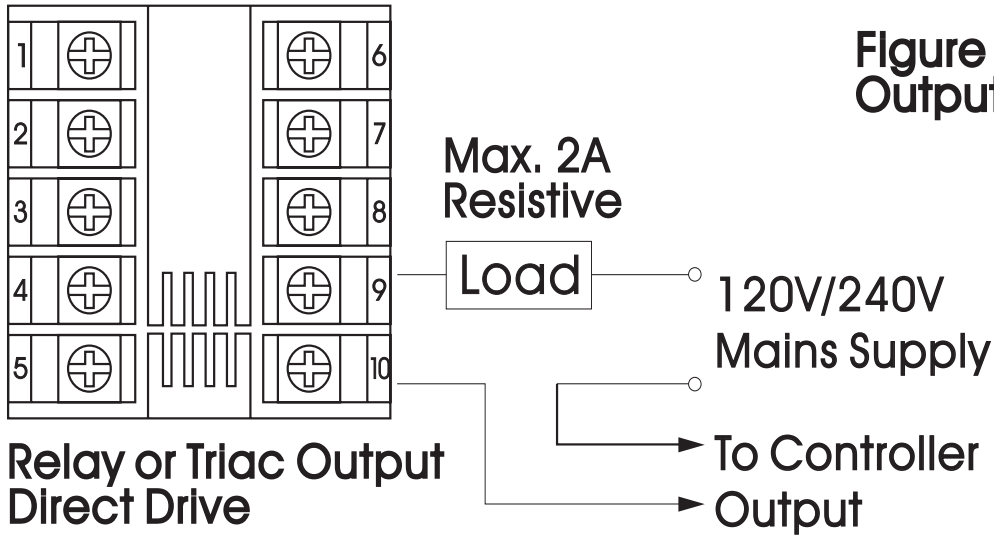 1
2
3
4
5
6
7
8
9
10
Figure
Output
Max. 2A
Resistive
Load
120V/240V
Mains Supply
To Controller
Output
Relay or Triac Output
Direct Drive